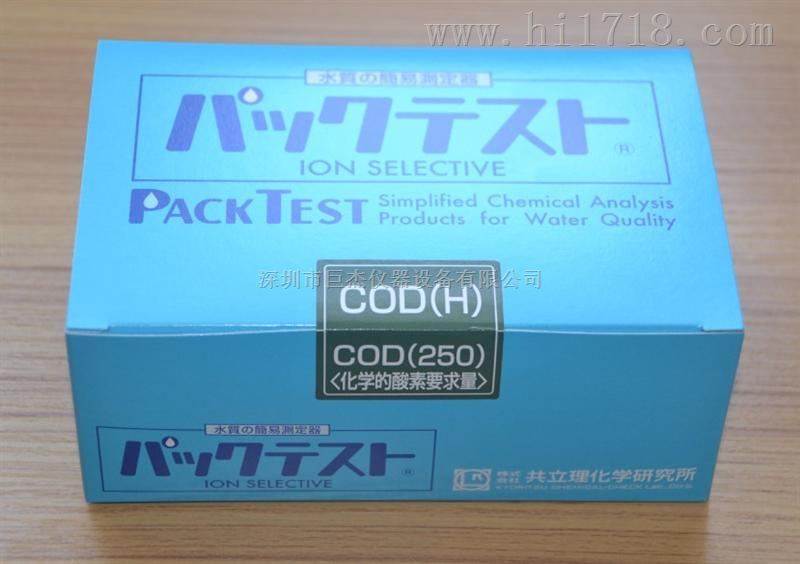 www.hi1718.com
水質の簡易測定器
パックテスト®
ION SELECTIVE
PACKTEST
Simplified Chemical Analysis
Products for Water Quality
深圳市巨杰仪器设备有限公司
COD(H)
COD(250)
〈化学的酸素要求量〉
水質の簡易測定器
パックテスト®
ION SELECTIVE
株式会社 共立理化学研究所
KYORITSU CHEMICAL-CHECK Lab., Corp.